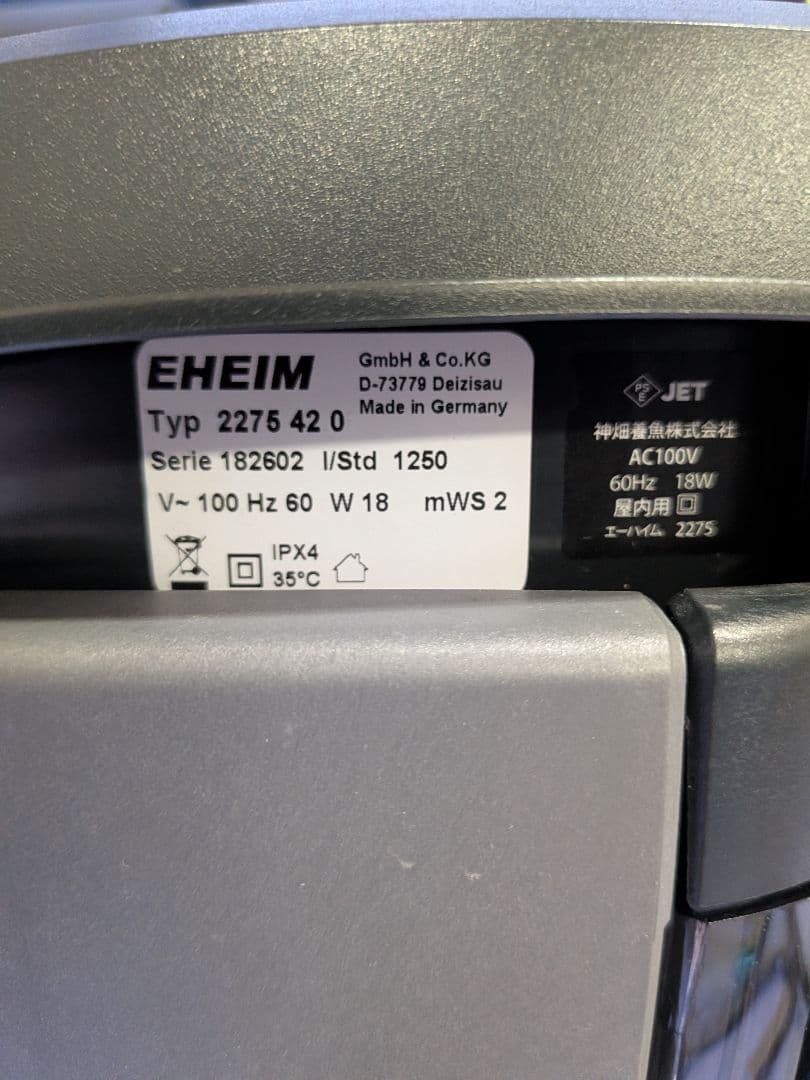 EHEIM
GmbH & Co.KG
D-73779 Deizisau
Made in Germany
Typ 2275 42 0
Serie 182602 l/Std 1250
V~ 100 Hz 60 W 18 mWS 2
IPX4
35°C
PS
E
JET
神畑養魚株式会社
AC100V
60Hz 18W
屋内用
エーハイム 2275